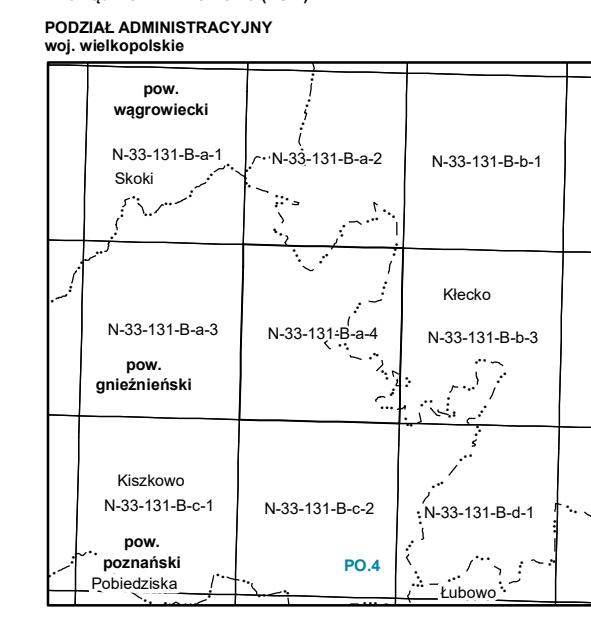 PODZIAŁ ADMINISTRACYJNY
woj. wielkopolskie
pow.
wągrowiecki
N-33-131-B-a-1
N-33-131-B-a-2
N-33-131-B-b-1
Skoki
Kłecko
N-33-131-B-a-3
N-33-131-B-a-4
N-33-131-B-b-3
pow.
gnieźnieński
Kiszkowo
N-33-131-B-c-1
N-33-131-B-c-2
N-33-131-B-d-1
pow.
poznański
PO.4
Pobiedziska
Łubowo